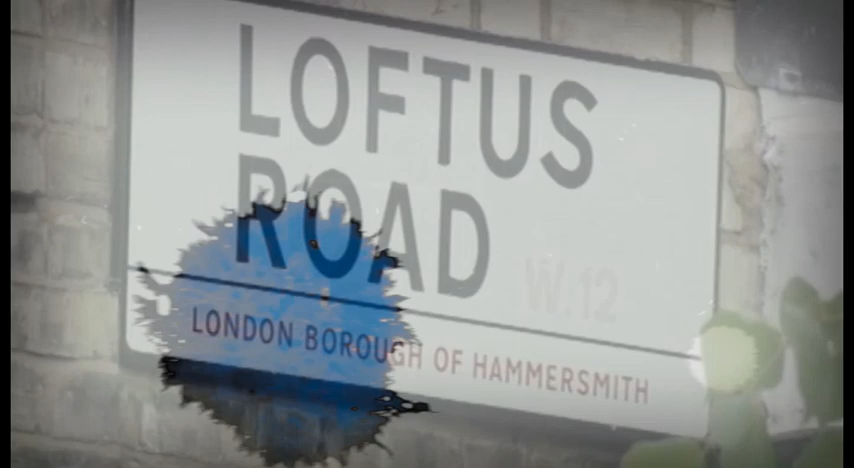 LOFTUS
ROAD
W.12
LONDON BOROUGH OF HAMMERSMITH